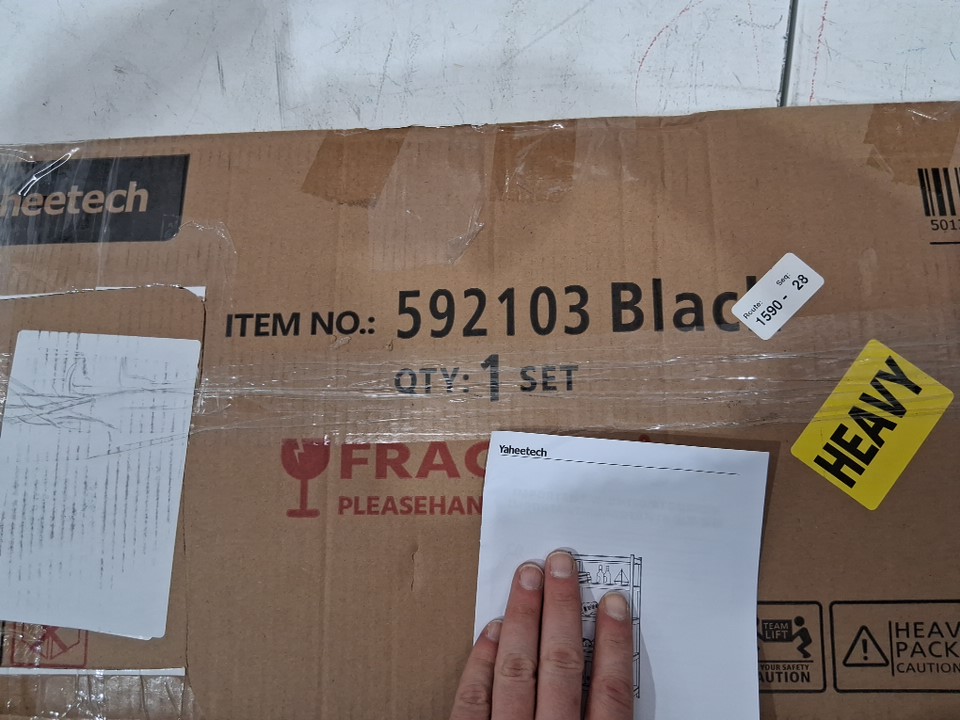 heetech
5013
ITEM NO.: 592103 Blac
Route: Seq:
1590 - 28
QTY: 1 SET
HEAVY
FRAG
PLEASEHAN
Yaheetech
TEAM
LIFT
YOUR SAFETY
AUTION
HEAV
PACK
CAUTION